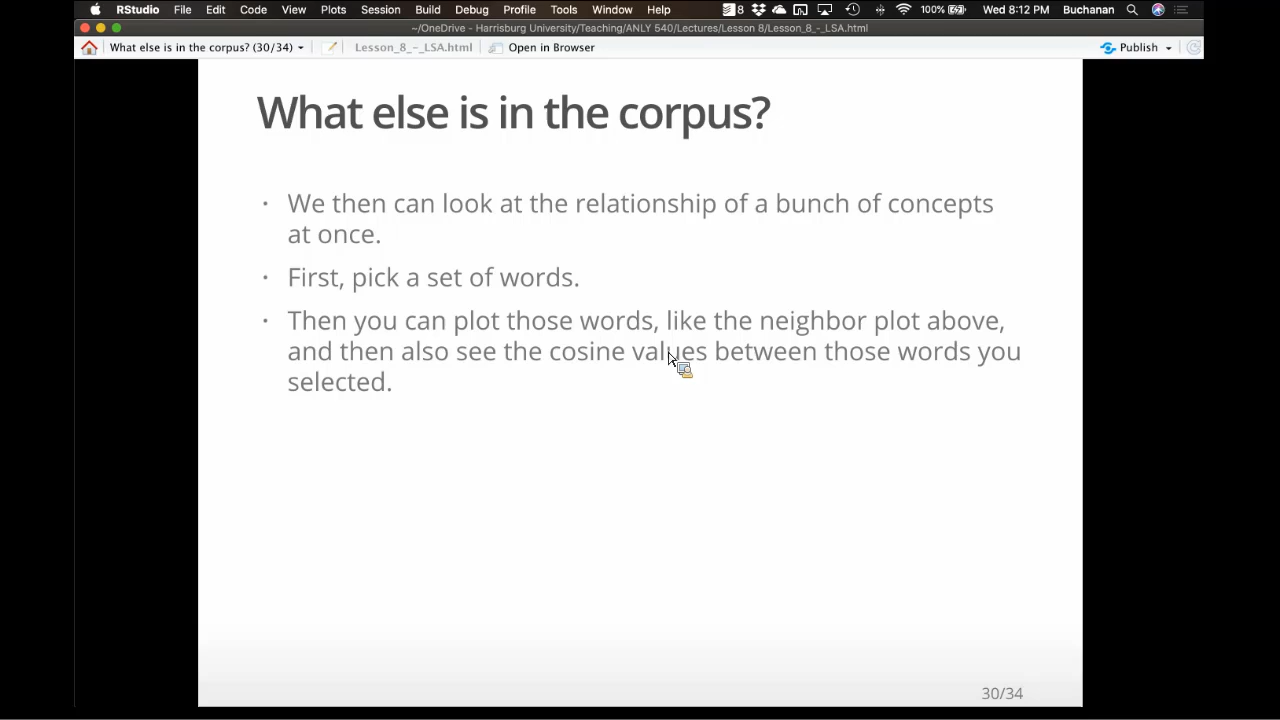 RStudio File Edit Code View Plots Session Build Debug Profile Tools Window Help 8 100% Wed 8:12 PM Buchanan
~/OneDrive - Harrisburg University/Teaching/ANLY 540/Lectures/Lesson 8/Lesson_8_-_LSA.html
What else is in the corpus? (30/34) Lesson_8_-_LSA.html Open in Browser Publish
What else is in the corpus?
• We then can look at the relationship of a bunch of concepts
at once.
• First, pick a set of words.
• Then you can plot those words, like the neighbor plot above,
and then also see the cosine values between those words you
selected.
30/34